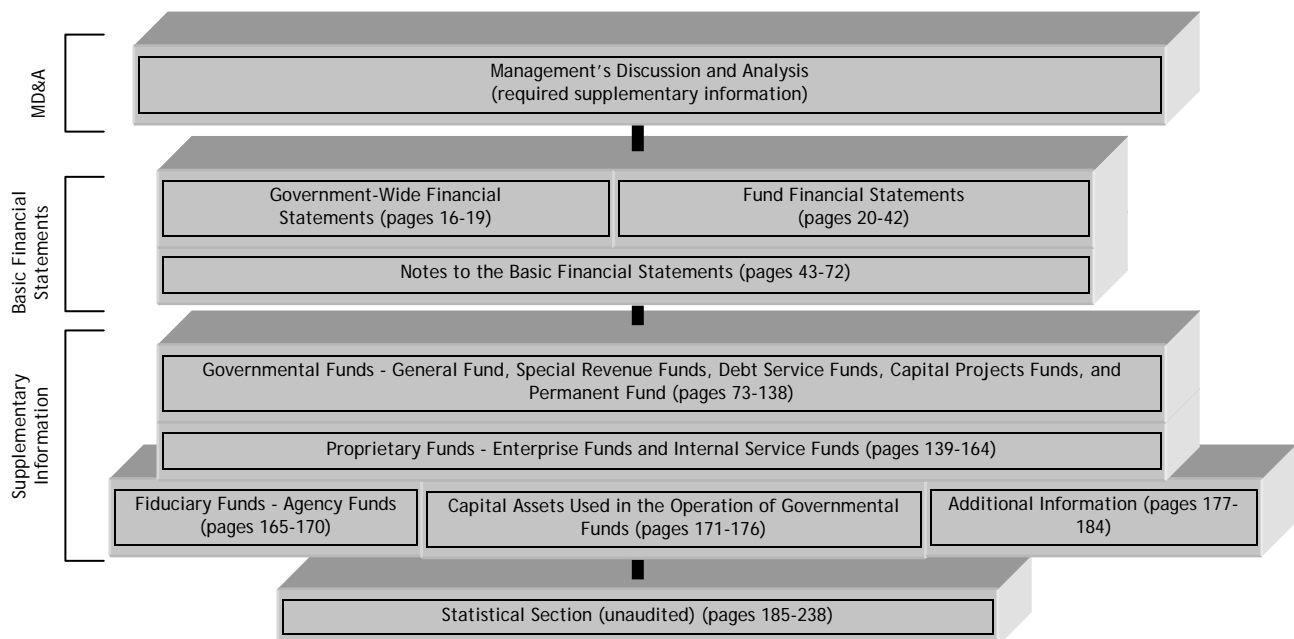 MD&A
Management's Discussion and Analysis
(required supplementary information)
Basic Financial
Statements
Government-Wide Financial
Statements (pages 16-19)
Fund Financial Statements
(pages 20-42)
Notes to the Basic Financial Statements (pages 43-72)
Supplementary
Information
Governmental Funds - General Fund, Special Revenue Funds, Debt Service Funds, Capital Projects Funds, and
Permanent Fund (pages 73-138)
Proprietary Funds - Enterprise Funds and Internal Service Funds (pages 139-164)
Fiduciary Funds - Agency Funds
(pages 165-170)
Capital Assets Used in the Operation of Governmental
Funds (pages 171-176)
Additional Information (pages 177-
184)
Statistical Section (unaudited) (pages 185-238)